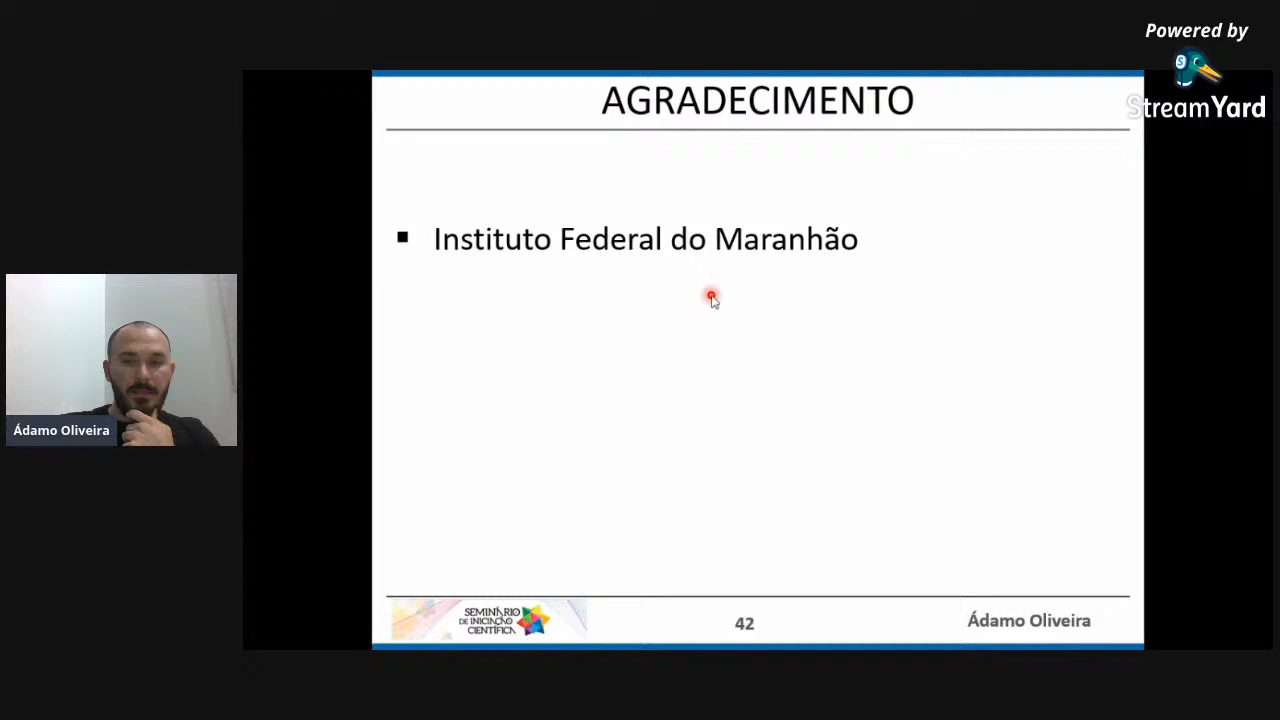 Powered by
StreamYard
AGRADECIMENTO
▪ Instituto Federal do Maranhão
Ádamo Oliveira
SEMINÁRIO
DE INICIAÇÃO
CIENTÍFICA
42
Ádamo Oliveira